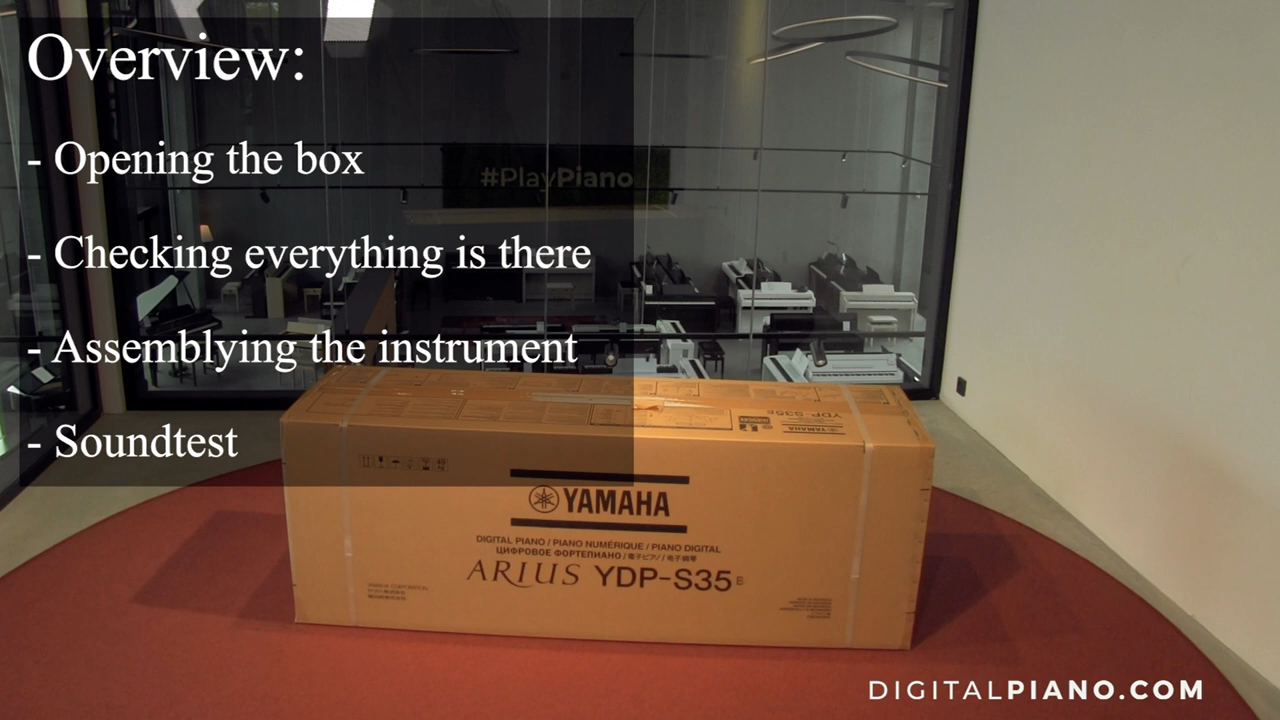 Overview:
- Opening the box
- Checking everything is there
- Assemblying the instrument
- Soundtest
#PlayPiano
YDP-S35B
YAMAHA
YAMAHA
DIGITAL PIANO / PIANO NUMÉRIQUE / PIANO DIGITAL
ЦИФРОВОЕ ФОРТЕПИАНО / 電子ピアノ / 电子钢琴
ARIUS YDP-S35 B
DIGITALPIANO.COM